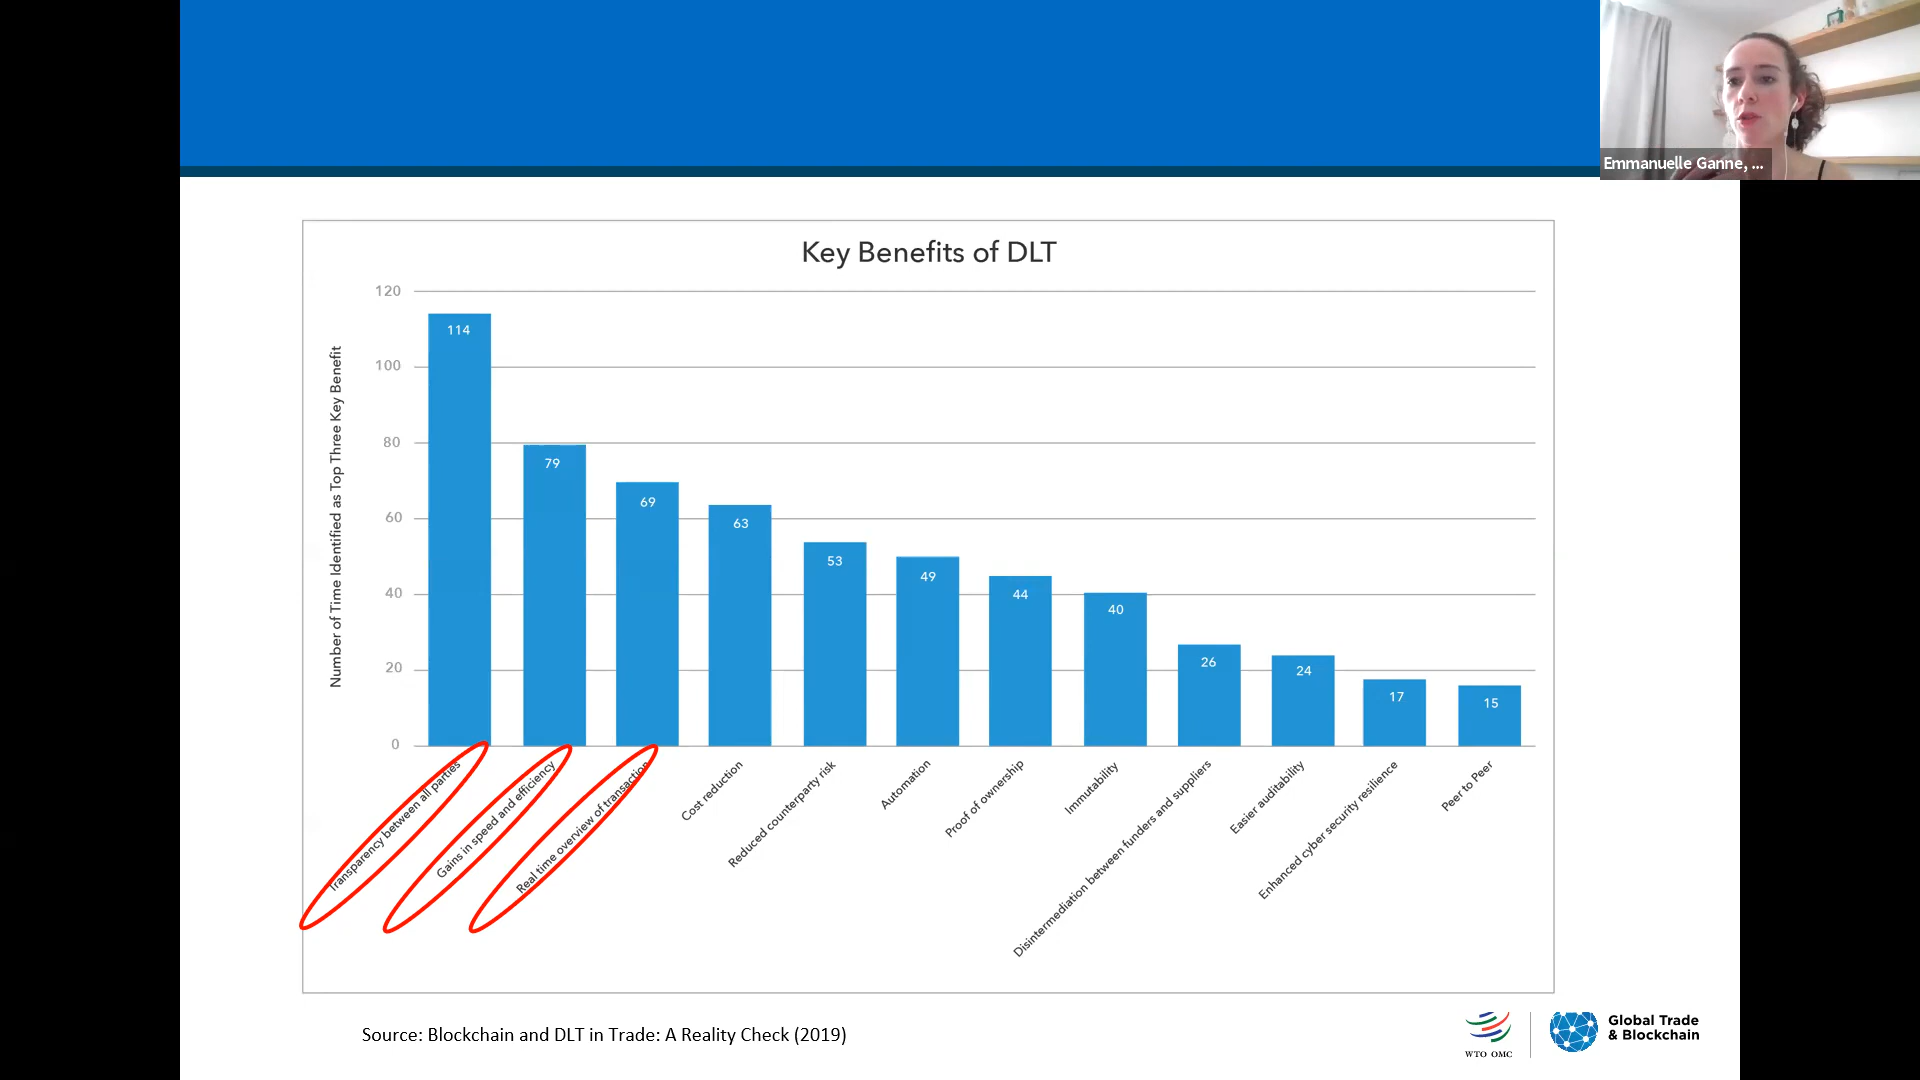 Emmanuelle Ganne, ...
Key Benefits of DLT
Number of Time Identified as Top Three Key Benefit
120
100
80
60
40
20
0
114
79
69
63
53
49
44
40
26
24
17
15
Transparency between all parties
Gains in speed and efficiency
Real time overview of transaction
Cost reduction
Reduced counterparty risk
Automation
Proof of ownership
Immutability
Disintermediation between funders and suppliers
Easier auditability
Enhanced cyber security resilience
Peer to Peer
Source: Blockchain and DLT in Trade: A Reality Check (2019)
WTO OMC
Global Trade
& Blockchain